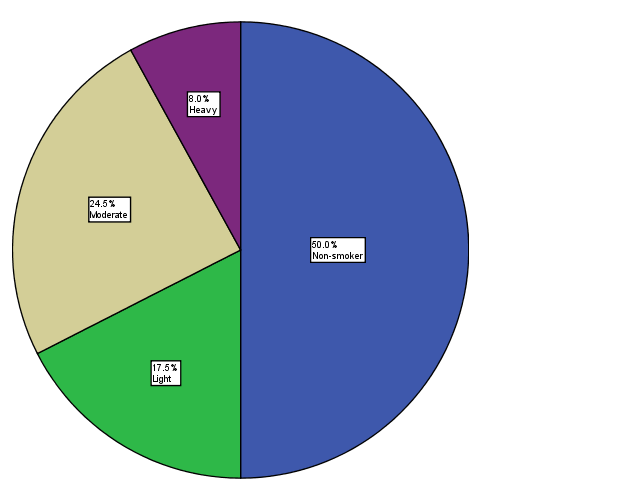 8.0%
Heavy
24.5%
Moderate
50.0%
Non-smoker
17.5%
Light